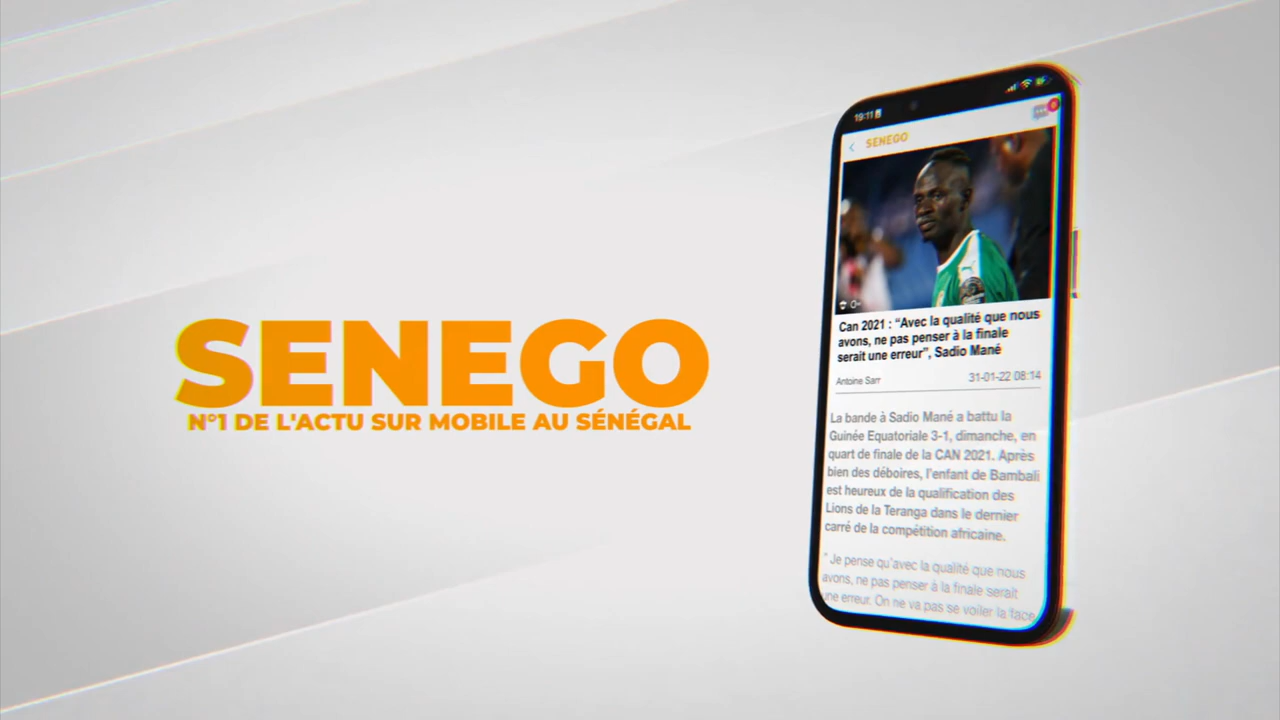 SENEGO
N°1 DE L'ACTU SUR MOBILE AU SÉNÉGAL
19:11
SENEGO
Can 2021 : “Avec la qualité que nous
avons, ne pas penser à la finale
serait une erreur”, Sadio Mané
Antoine Sarr 31-01-22 08:14
La bande à Sadio Mané a battu la
Guinée Equatoriale 3-1, dimanche, en
quart de finale de la CAN 2021. Après
bien des déboires, l'enfant de Bambali
est heureux de la qualification des
Lions de la Teranga dans le dernier
carré de la compétition africaine.
" Je pense qu'avec la qualité que nous
avons, ne pas penser à la finale serait
une erreur. On ne va pas se voiler la face